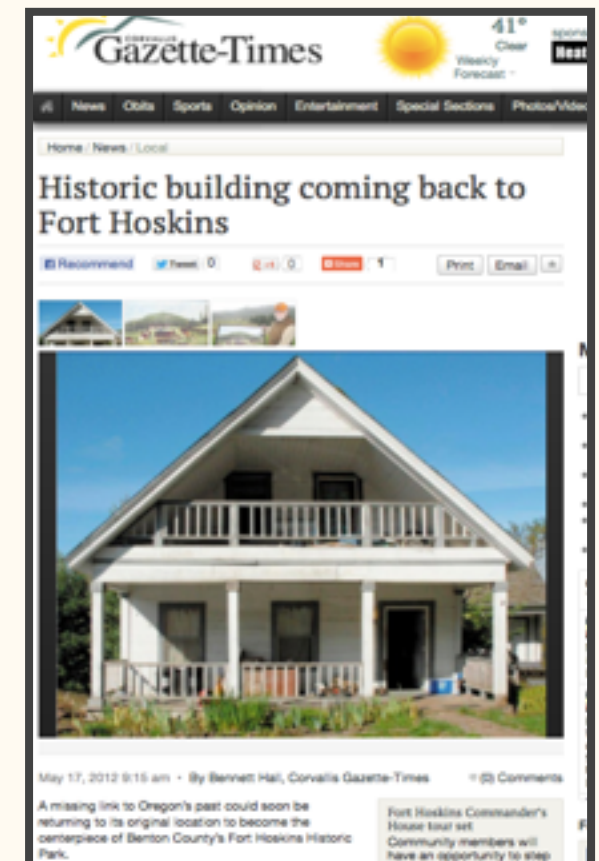 CORVALLIS
Gazette-Times
41°
Clear
Weekly
Forecast
News Obits Sports Opinion Entertainment Special Sections Photos/Video
Home / News / Local
Historic building coming back to
Fort Hoskins
Recommend Tweet 0 +1 0 Share 1 Print Email
May 17, 2012 9:15 am • By Bennett Hall, Corvallis Gazette-Times (0) Comments
A missing link to Oregon's past could soon be
returning to its original location to become the
centerpiece of Benton County's Fort Hoskins Historic
Park.
Fort Hoskins Commander's
House tour set
Community members will
have an opportunity to step